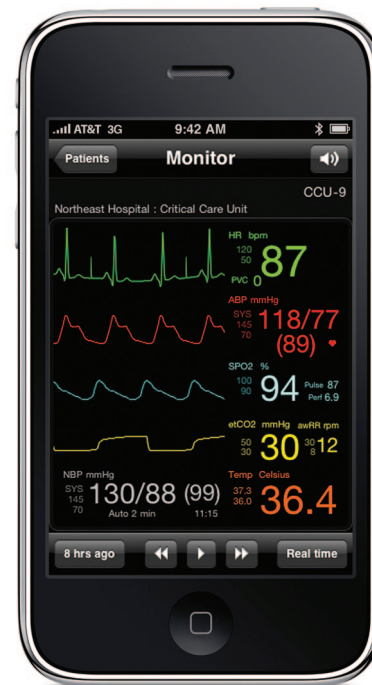 AT&T 3G 9:42 AM
Patients Monitor
CCU-9
Northeast Hospital : Critical Care Unit
HR bpm
120
50
87
PVC 0
ABP mmHg
SYS
145
70
118/77
(89)
SPO2 %
100
90
94
Pulse 87
Perf 6.9
etCO2 mmHg awRR rpm
50
30
30
30
8
12
NBP mmHg
SYS
145
70
130/88 (99)
Auto 2 min 11:15
Temp Celsius
37.3
36.0
36.4
8 hrs ago Real time